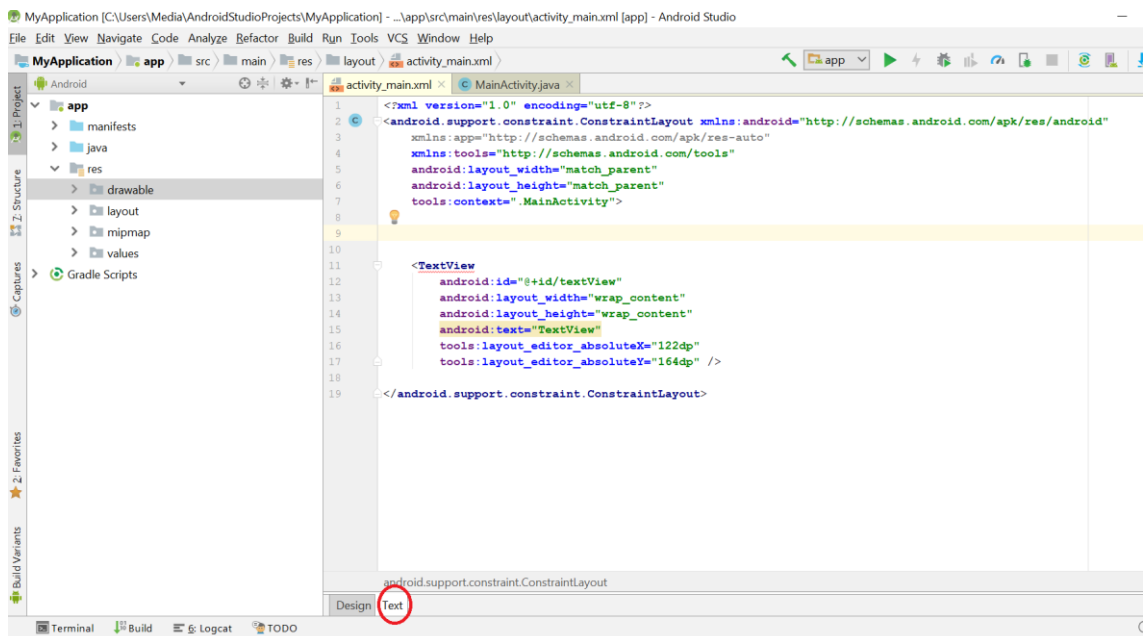 MyApplication [C:\Users\Media\AndroidStudioProjects\MyApplication] - ...\app\src\main\res\layout\activity_main.xml [app] - Android Studio
File Edit View Navigate Code Analyze Refactor Build Run Tools VCS Window Help
MyApplication app src main res layout activity_main.xml app
Android activity_main.xml MainActivity.java
1: Project
7: Structure
Captures
2: Favorites
Build Variants
app
manifests
java
res
drawable
layout
mipmap
values
Gradle Scripts
1 <?xml version="1.0" encoding="utf-8"?>
2 C <android.support.constraint.ConstraintLayout xmlns:android="http://schemas.android.com/apk/res/android"
3 xmlns:app="http://schemas.android.com/apk/res-auto"
4 xmlns:tools="http://schemas.android.com/tools"
5 android:layout_width="match_parent"
6 android:layout_height="match_parent"
7 tools:context=".MainActivity">
8
9
10
11 <TextView
12 android:id="@+id/textView"
13 android:layout_width="wrap_content"
14 android:layout_height="wrap_content"
15 android:text="TextView"
16 tools:layout_editor_absoluteX="122dp"
17 tools:layout_editor_absoluteY="164dp" />
18
19 </android.support.constraint.ConstraintLayout>
android.support.constraint.ConstraintLayout
Design Text
Terminal Build 6: Logcat TODO